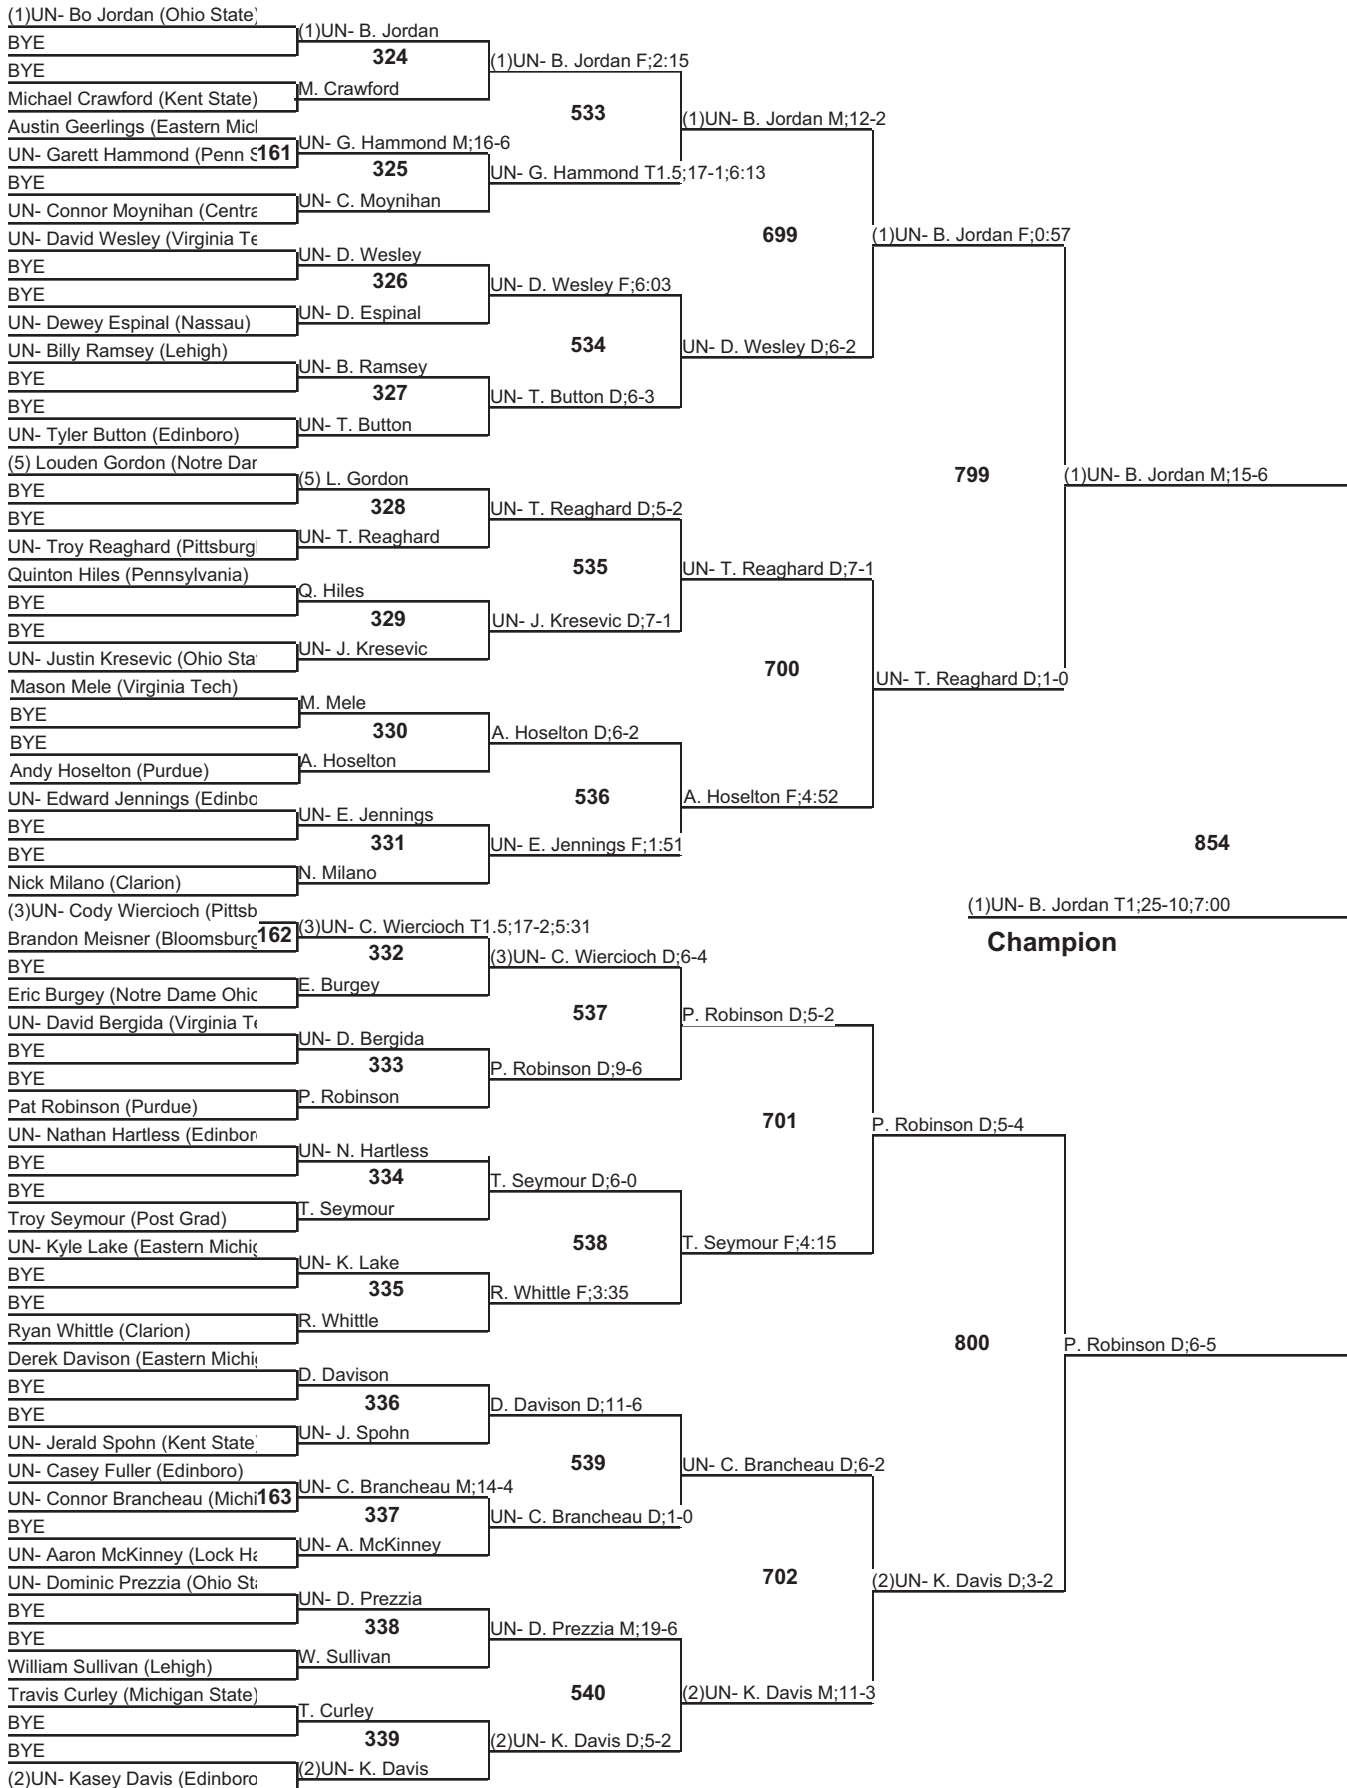 (1)UN- Bo Jordan (Ohio State)
BYE
BYE
Michael Crawford (Kent State)
Austin Geerlings (Eastern Mich
UN- Garett Hammond (Penn S
161
BYE
UN- Connor Moynihan (Centra
UN- David Wesley (Virginia Te
BYE
BYE
UN- Dewey Espinal (Nassau)
UN- Billy Ramsey (Lehigh)
BYE
BYE
UN- Tyler Button (Edinboro)
(5) Louden Gordon (Notre Dar
BYE
BYE
UN- Troy Reaghard (Pittsburg
Quinton Hiles (Pennsylvania)
BYE
BYE
UN- Justin Kresevic (Ohio Sta
Mason Mele (Virginia Tech)
BYE
BYE
Andy Hoselton (Purdue)
UN- Edward Jennings (Edinbo
BYE
BYE
Nick Milano (Clarion)
(3)UN- Cody Wiercioch (Pittsb
Brandon Meisner (Bloomsburg
162
BYE
Eric Burgey (Notre Dame Ohio
UN- David Bergida (Virginia Te
BYE
BYE
Pat Robinson (Purdue)
UN- Nathan Hartless (Edinboro
BYE
BYE
Troy Seymour (Post Grad)
UN- Kyle Lake (Eastern Michig
BYE
BYE
Ryan Whittle (Clarion)
Derek Davison (Eastern Michig
BYE
BYE
UN- Jerald Spohn (Kent State)
UN- Casey Fuller (Edinboro)
UN- Connor Brancheau (Michi
163
BYE
UN- Aaron McKinney (Lock Ha
UN- Dominic Prezzia (Ohio Sta
BYE
BYE
William Sullivan (Lehigh)
Travis Curley (Michigan State)
BYE
BYE
(2)UN- Kasey Davis (Edinboro
(1)UN- B. Jordan
324
M. Crawford
UN- G. Hammond M;16-6
325
UN- C. Moynihan
UN- D. Wesley
326
UN- D. Espinal
UN- B. Ramsey
327
UN- T. Button
(5) L. Gordon
328
UN- T. Reaghard
Q. Hiles
329
UN- J. Kresevic
M. Mele
330
A. Hoselton
UN- E. Jennings
331
N. Milano
(3)UN- C. Wiercioch T1.5;17-2;5:31
332
E. Burgey
UN- D. Bergida
333
P. Robinson
UN- N. Hartless
334
T. Seymour
UN- K. Lake
335
R. Whittle
D. Davison
336
UN- J. Spohn
UN- C. Brancheau M;14-4
337
UN- A. McKinney
UN- D. Prezzia
338
W. Sullivan
T. Curley
339
(2)UN- K. Davis
(1)UN- B. Jordan F;2:15
533
UN- G. Hammond T1.5;17-1;6:13
UN- D. Wesley F;6:03
534
UN- T. Button D;6-3
UN- T. Reaghard D;5-2
535
UN- J. Kresevic D;7-1
A. Hoselton D;6-2
536
UN- E. Jennings F;1:51
(3)UN- C. Wiercioch D;6-4
537
P. Robinson D;9-6
T. Seymour D;6-0
538
R. Whittle F;3:35
D. Davison D;11-6
539
UN- C. Brancheau D;1-0
UN- D. Prezzia M;19-6
540
(2)UN- K. Davis D;5-2
(1)UN- B. Jordan M;12-2
699
UN- D. Wesley D;6-2
UN- T. Reaghard D;7-1
700
A. Hoselton F;4:52
P. Robinson D;5-2
701
T. Seymour F;4:15
UN- C. Brancheau D;6-2
702
(2)UN- K. Davis M;11-3
(1)UN- B. Jordan F;0:57
799
UN- T. Reaghard D;1-0
P. Robinson D;5-4
800
(2)UN- K. Davis D;3-2
(1)UN- B. Jordan M;15-6
854
P. Robinson D;6-5
(1)UN- B. Jordan T1;25-10;7:00
Champion